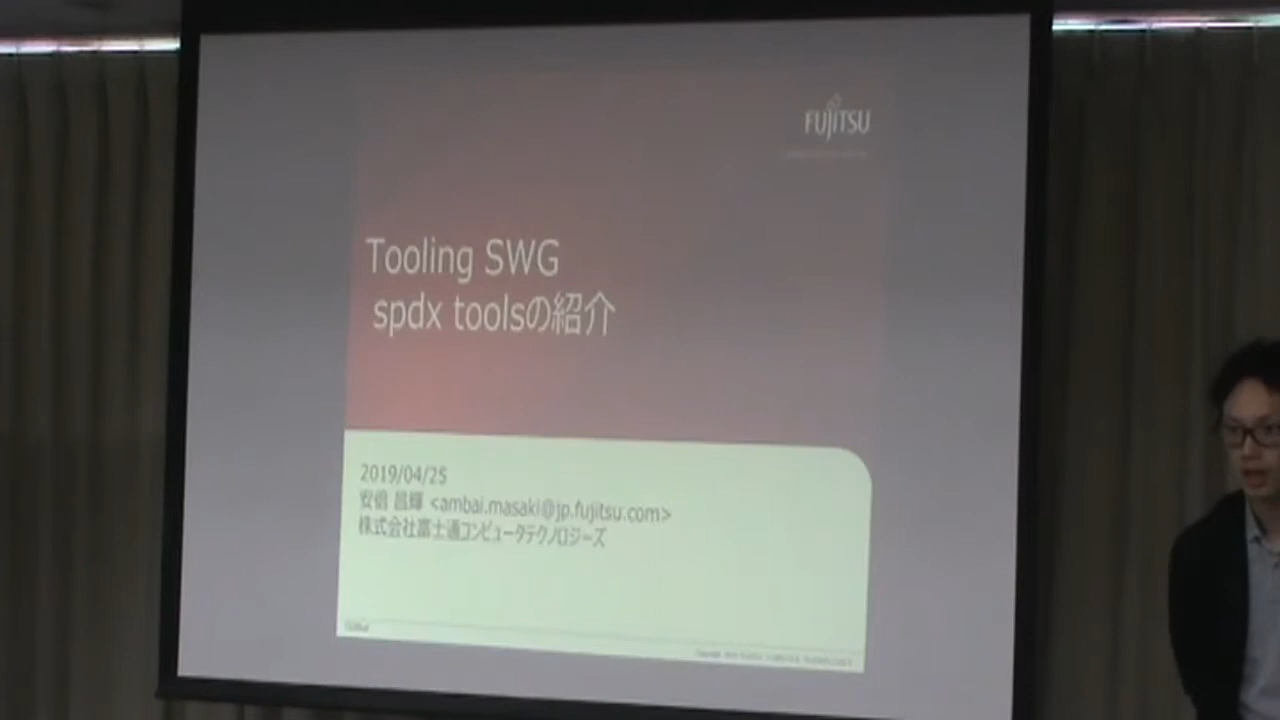 FUJITSU
Tooling SWG
spdx toolsの紹介
2019/04/25
安倍 昌輝 <ambai.masaki@jp.fujitsu.com>
株式会社富士通コンピュータテクノロジーズ